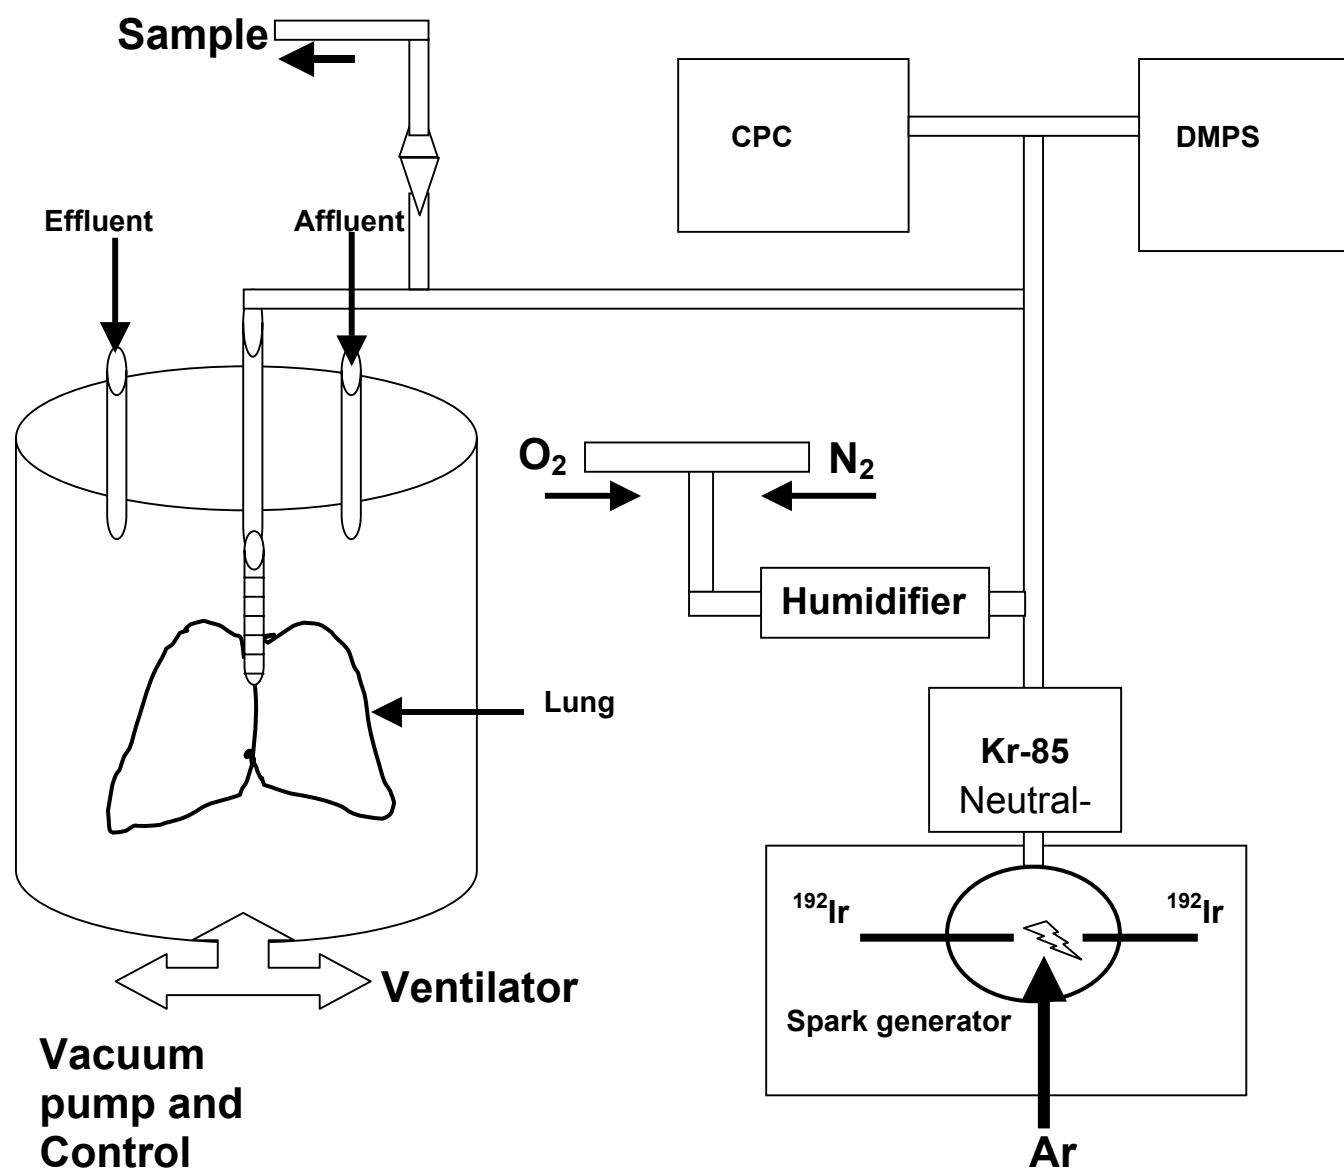 Sample
CPC
DMPS
Effluent
Affluent
O₂
N₂
Humidifier
Lung
Kr-85
Neutral-
¹⁹²Ir
¹⁹²Ir
Ventilator
Spark generator
Vacuum
pump and
Control
Ar